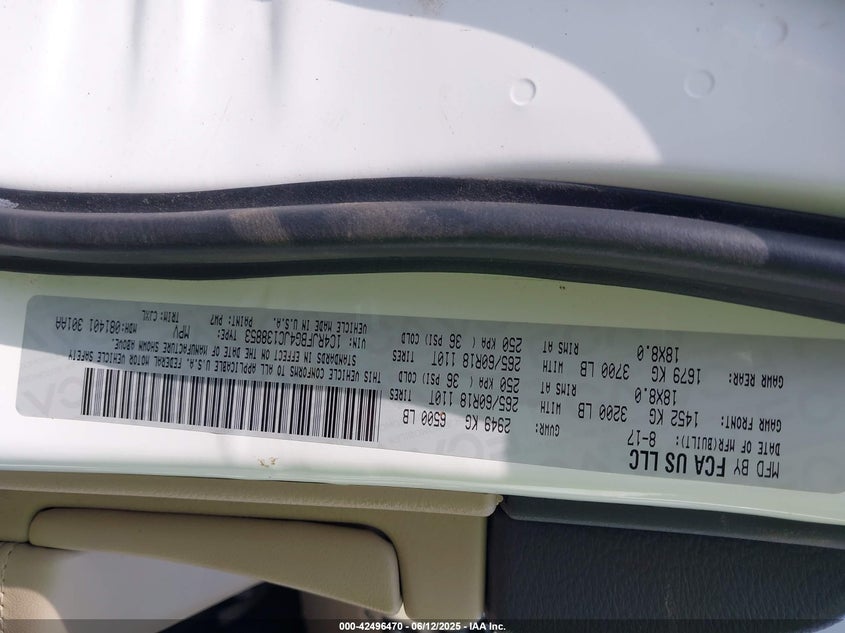 MFD BY FCA US LLC
DATE OF MFR(BUILT): 8-17
GVWR: 2949 KG 6500 LB
GAWR FRONT: 1452 KG 3200 LB WITH 265/60R18 110T TIRES
18X8.0 RIMS AT 250 KPA ( 36 PSI) COLD
GAWR REAR: 1679 KG 3700 LB WITH 265/60R18 110T TIRES
18X8.0 RIMS AT 250 KPA ( 36 PSI) COLD
THIS VEHICLE CONFORMS TO ALL APPLICABLE U.S.A. FEDERAL MOTOR VEHICLE SAFETY
STANDARDS IN EFFECT ON THE DATE OF MANUFACTURE SHOWN ABOVE.
VIN: 1C4RJFBG4JC138853 TYPE: MPV MDH:081401 301AA
VEHICLE MADE IN U.S.A. PAINT: PW7 TRIM:CJXL
000-42496470 - 06/12/2025 - IAA Inc.